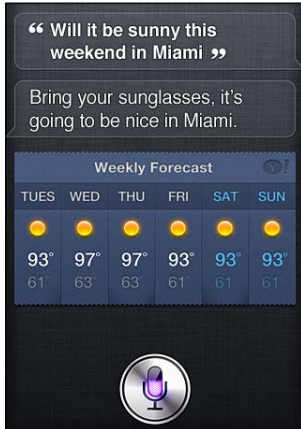 “ Will it be sunny this
weekend in Miami ”
Bring your sunglasses, it's
going to be nice in Miami.
Weekly Forecast Y!
TUES WED THU FRI SAT SUN
93° 97° 97° 93° 93° 93°
61° 63° 63° 61° 61 61